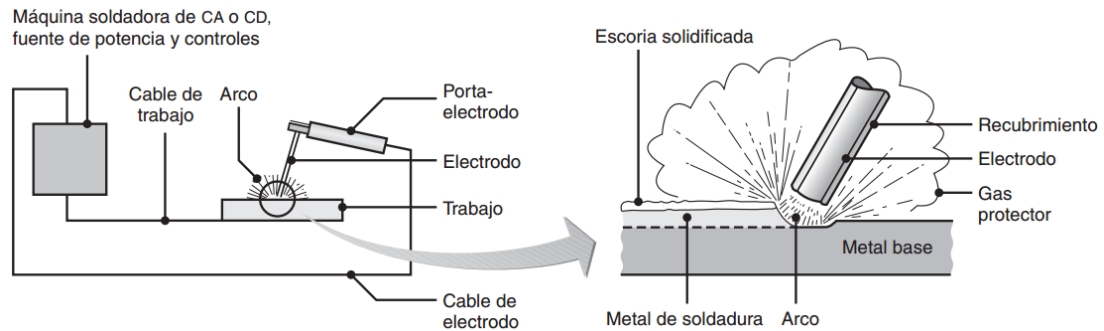 Máquina soldadora de CA o CD,
fuente de potencia y controles
Cable de
trabajo
Arco
Porta-
electrodo
Electrodo
Trabajo
Cable de
electrodo
Escoria solidificada
Recubrimiento
Electrodo
Gas
protector
Metal base
Metal de soldadura
Arco